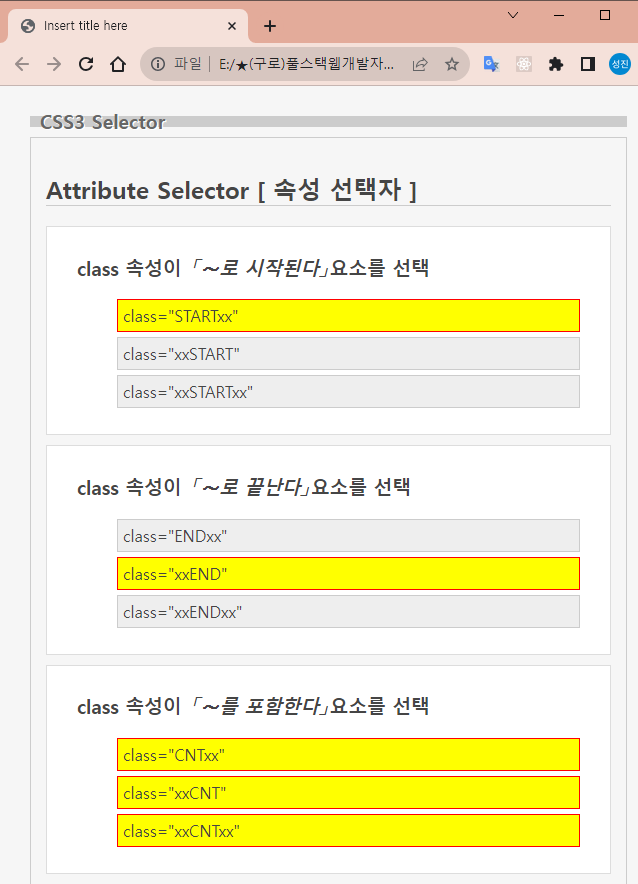 Insert title here
파일 E:/★(구로)풀스택웹개발자... 성진
CSS3 Selector
Attribute Selector [ 속성 선택자 ]
class 속성이 「~로 시작된다」요소를 선택
class="STARTxx"
class="xxSTART"
class="xxSTARTxx"
class 속성이 「~로 끝난다」요소를 선택
class="ENDxx"
class="xxEND"
class="xxENDxx"
class 속성이 「~를 포함한다」요소를 선택
class="CNTxx"
class="xxCNT"
class="xxCNTxx"